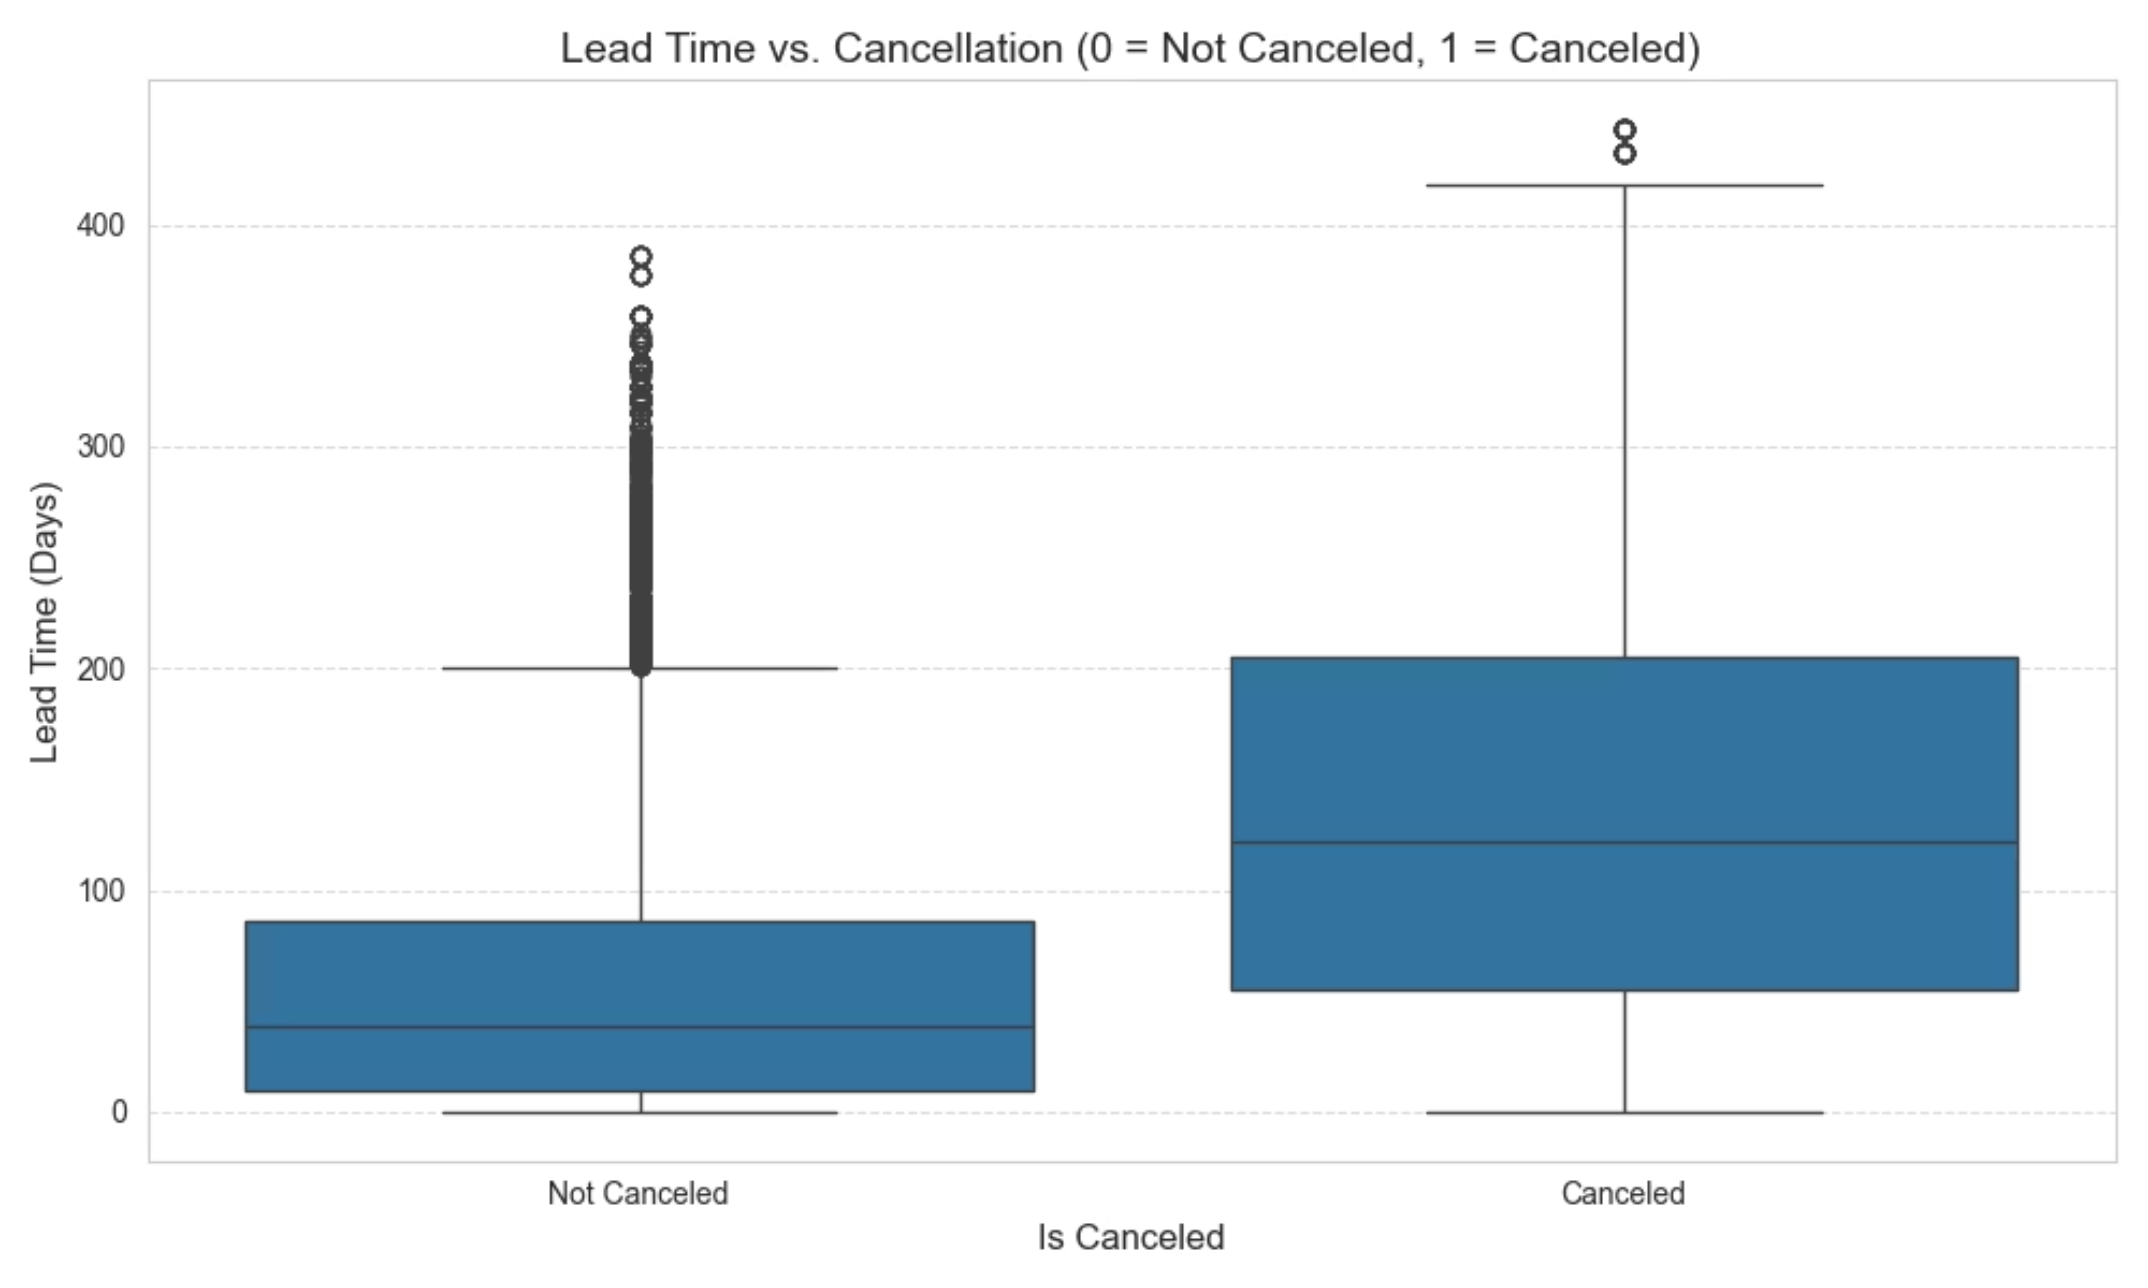 Lead Time vs. Cancellation (0 = Not Canceled, 1 = Canceled)
Lead Time (Days)
400
300
200
100
0
Not Canceled
Canceled
Is Canceled